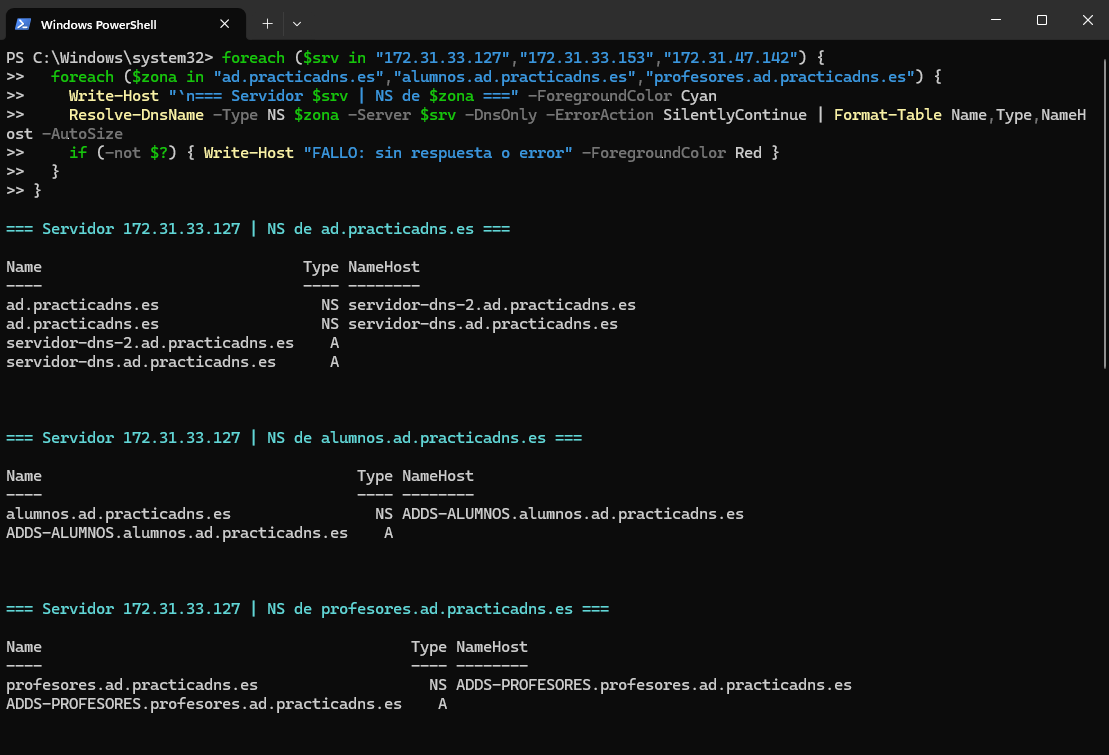 Windows PowerShell
PS C:\Windows\system32> foreach ($srv in "172.31.33.127","172.31.33.153","172.31.47.142") {
>>   foreach ($zona in "ad.practicadns.es","alumnos.ad.practicadns.es","profesores.ad.practicadns.es") {
>>     Write-Host "`n=== Servidor $srv | NS de $zona ===" -ForegroundColor Cyan
>>     Resolve-DnsName -Type NS $zona -Server $srv -DnsOnly -ErrorAction SilentlyContinue | Format-Table Name,Type,NameH
ost -AutoSize
>>     if (-not $?) { Write-Host "FALLO: sin respuesta o error" -ForegroundColor Red }
>>   }
>> }
=== Servidor 172.31.33.127 | NS de ad.practicadns.es ===
Name                             Type NameHost
----                             ---- --------
ad.practicadns.es                  NS servidor-dns-2.ad.practicadns.es
ad.practicadns.es                  NS servidor-dns.ad.practicadns.es
servidor-dns-2.ad.practicadns.es    A
servidor-dns.ad.practicadns.es      A
=== Servidor 172.31.33.127 | NS de alumnos.ad.practicadns.es ===
Name                                   Type NameHost
----                                   ---- --------
alumnos.ad.practicadns.es                NS ADDS-ALUMNOS.alumnos.ad.practicadns.es
ADDS-ALUMNOS.alumnos.ad.practicadns.es    A
=== Servidor 172.31.33.127 | NS de profesores.ad.practicadns.es ===
Name                                         Type NameHost
----                                         ---- --------
profesores.ad.practicadns.es                   NS ADDS-PROFESORES.profesores.ad.practicadns.es
ADDS-PROFESORES.profesores.ad.practicadns.es    A